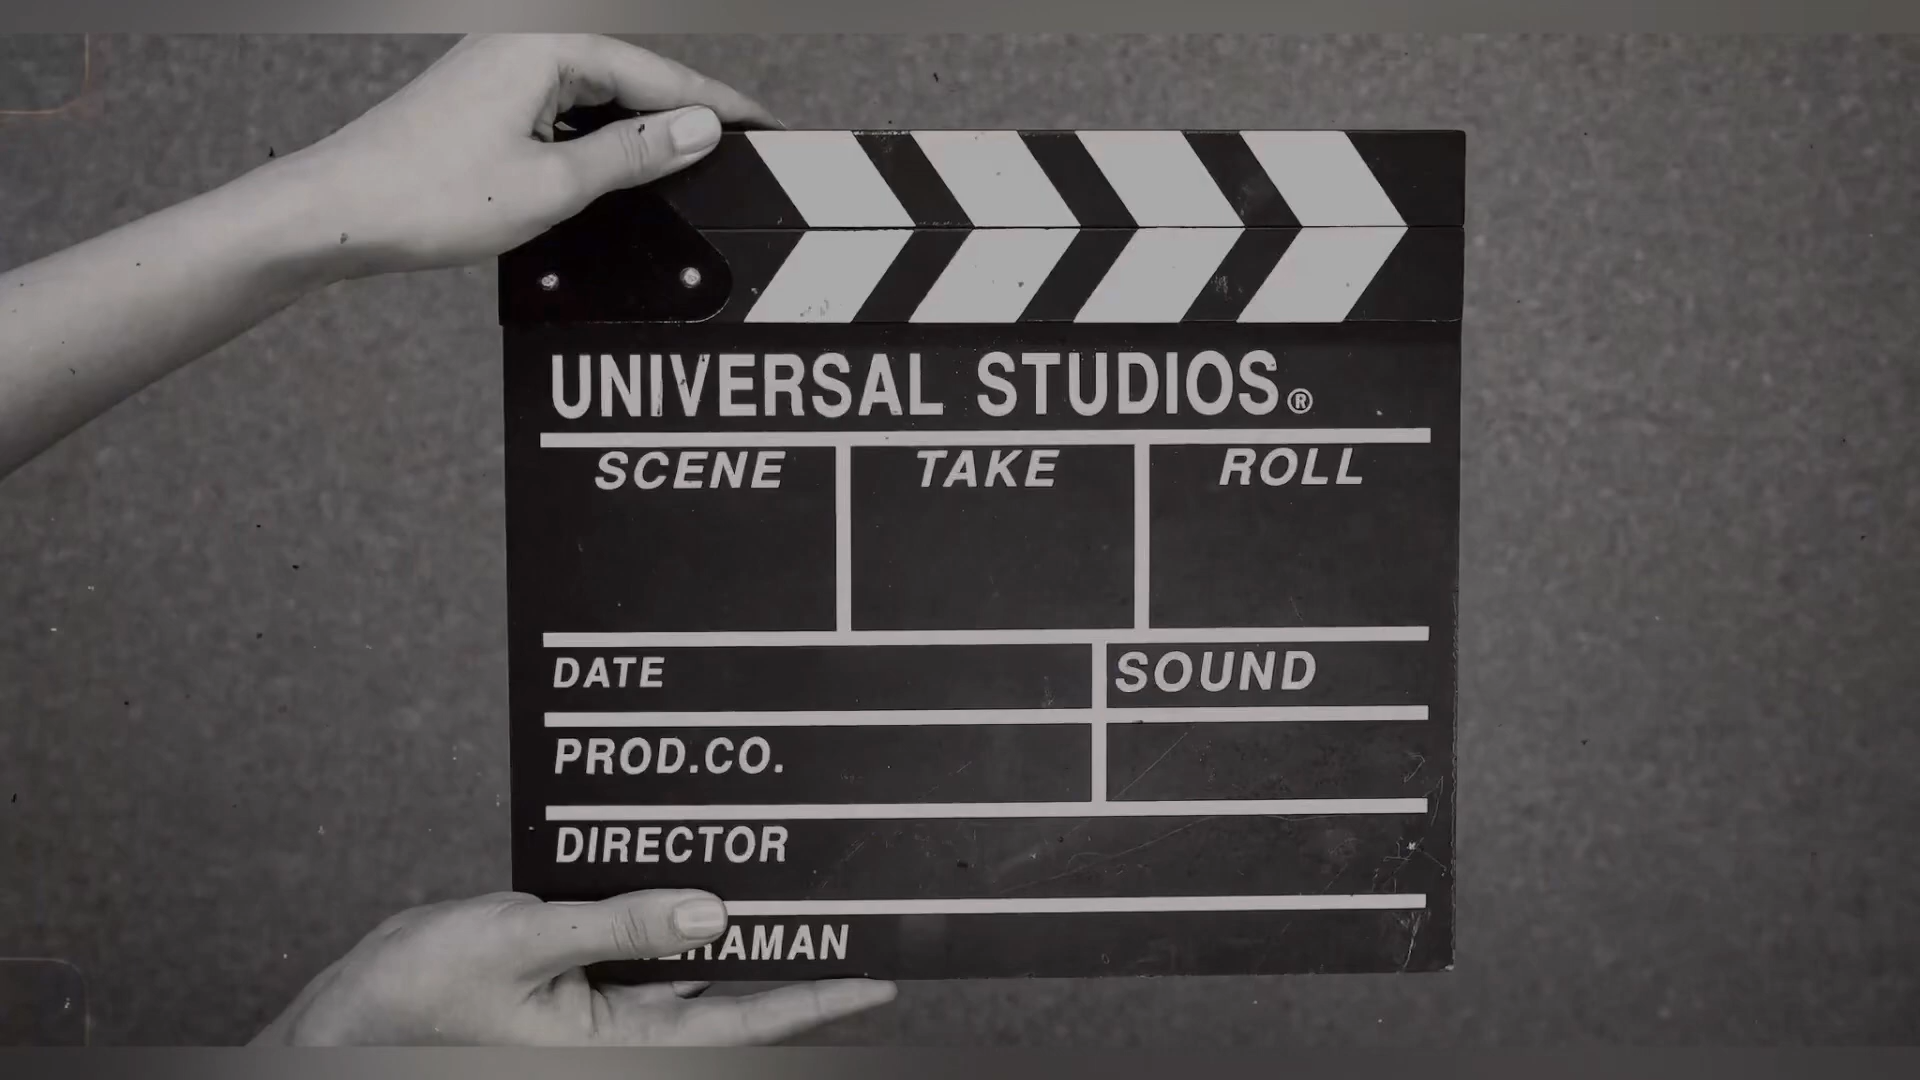 UNIVERSAL STUDIOS®
SCENE TAKE ROLL
DATE SOUND
PROD.CO.
DIRECTOR